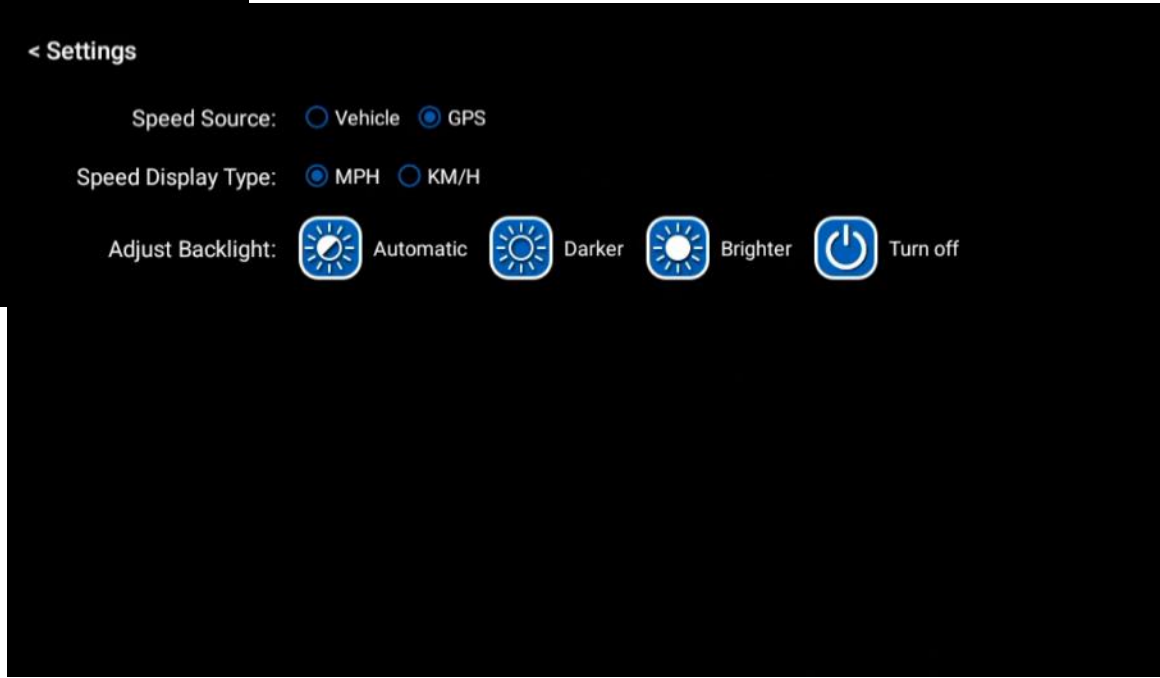 < Settings
Speed Source: Vehicle GPS
Speed Display Type: MPH KM/H
Adjust Backlight: Automatic Darker Brighter Turn off